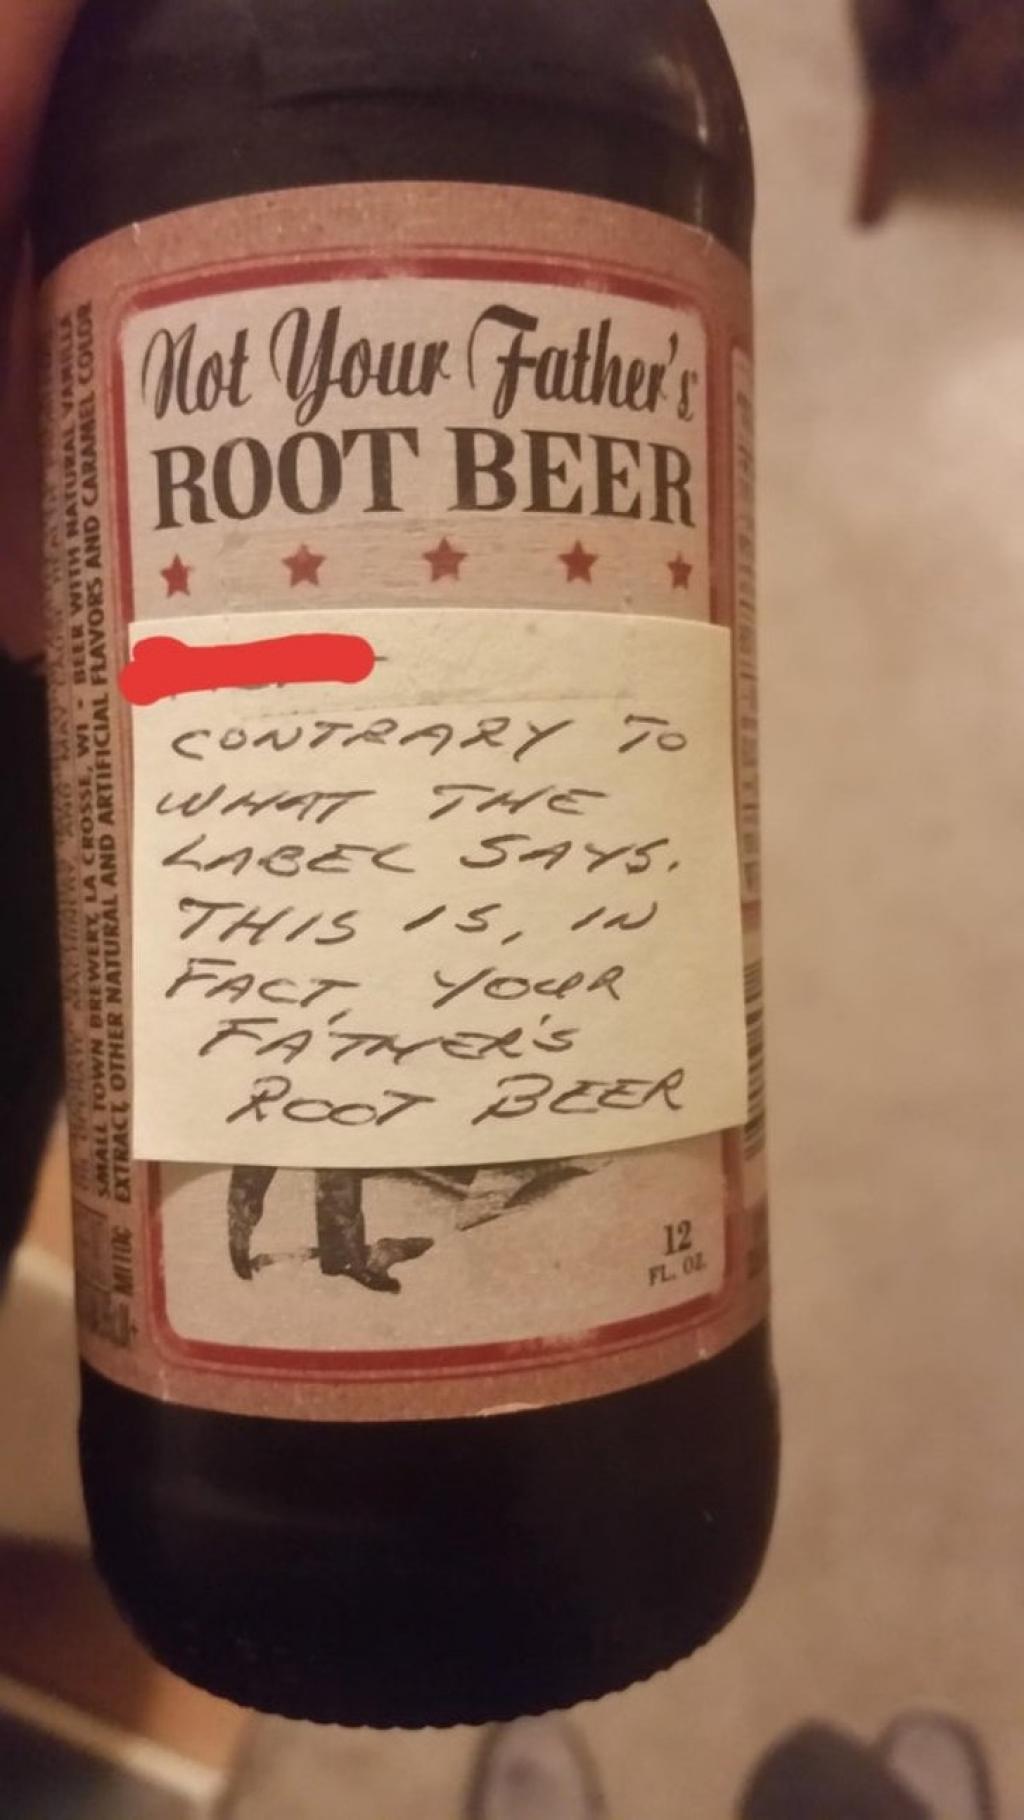 Not Your Father's
ROOT BEER
CONTRARY TO
WHAT THE
LABEL SAYS.
THIS IS, IN
FACT, YOUR
FATHER'S
ROOT BEER
12
FL. OZ.
SMALL TOWN BREWERY, LA CROSSE, WI - BEER WITH NATURAL VANILLA
EXTRACT, OTHER NATURAL AND ARTIFICIAL FLAVORS AND CARAMEL COLOR